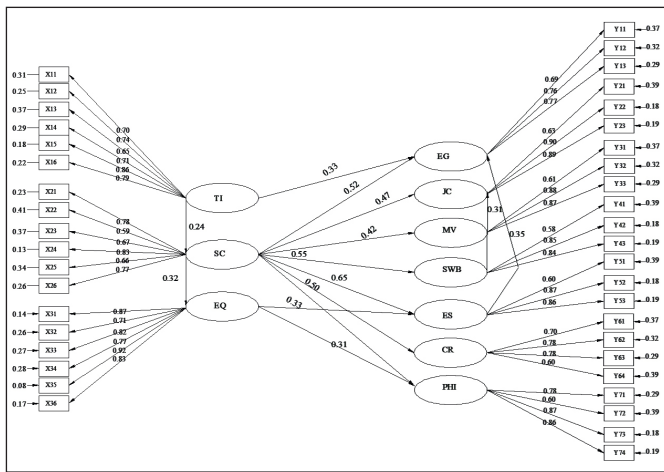 0.31 X11
0.25 X12
0.37 X13
0.29 X14
0.18 X15
0.22 X16
0.70
0.74
0.65
0.71
0.86
0.79
0.23 X21
0.41 X22
0.37 X23
0.13 X24
0.34 X25
0.26 X26
0.78
0.59
0.67
0.83
0.66
0.77
0.14 X31
0.26 X32
0.27 X33
0.28 X34
0.08 X35
0.17 X36
0.87
0.71
0.82
0.77
0.92
0.83
TI
0.24
SC
0.32
EQ
0.33
0.52
0.47
0.42
0.55
0.65
0.50
0.33
0.31
EG
JC
MV
SWB
ES
CR
PHI
0.31
0.35
0.69
0.76
0.77
0.63
0.90
0.89
0.61
0.88
0.87
0.58
0.85
0.84
0.60
0.87
0.86
0.70
0.78
0.78
0.60
0.78
0.60
0.87
0.86
Y11 0.37
Y12 0.32
Y13 0.29
Y21 0.39
Y22 0.18
Y23 0.19
Y31 0.37
Y32 0.32
Y33 0.29
Y41 0.39
Y42 0.18
Y43 0.19
Y51 0.39
Y52 0.18
Y53 0.19
Y61 0.37
Y62 0.32
Y63 0.29
Y64 0.39
Y71 0.29
Y72 0.39
Y73 0.18
Y74 0.19